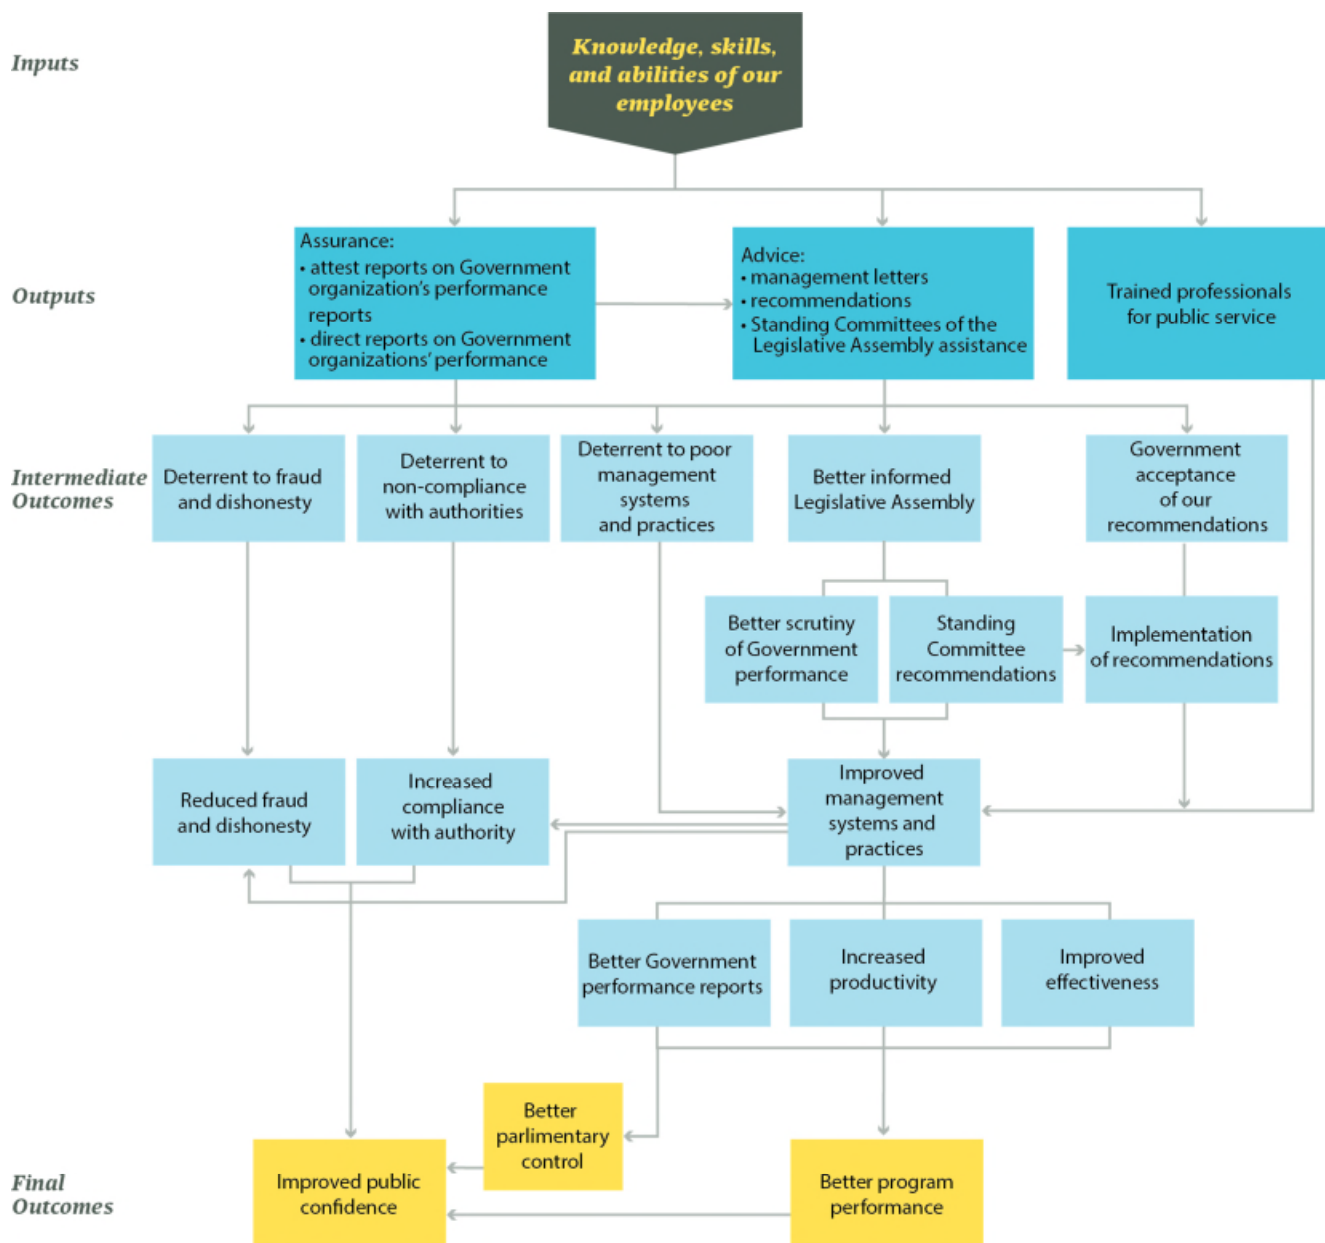 Inputs
Knowledge, skills,
and abilities of our
employees
Outputs
Assurance:
• attest reports on Government
organization's performance
reports
• direct reports on Government
organizations' performance
Advice:
• management letters
• recommendations
• Standing Committees of the
Legislative Assembly assistance
Trained professionals
for public service
Intermediate
Outcomes
Deterrent to fraud
and dishonesty
Deterrent to
non-compliance
with authorities
Deterrent to poor
management
systems
and practices
Better informed
Legislative Assembly
Government
acceptance
of our
recommendations
Better scrutiny
of Government
performance
Standing
Committee
recommendations
Implementation
of recommendations
Reduced fraud
and dishonesty
Increased
compliance
with authority
Improved
management
systems and
practices
Better Government
performance reports
Increased
productivity
Improved
effectiveness
Better
parlimentary
control
Final
Outcomes
Improved public
confidence
Better program
performance